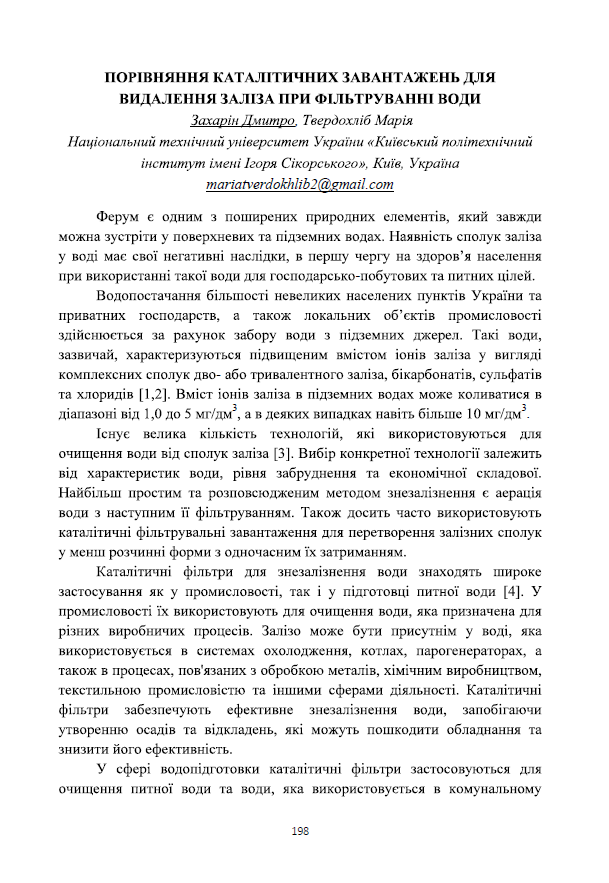 ПОРІВНЯННЯ КАТАЛІТИЧНИХ ЗАВАНТАЖЕНЬ ДЛЯ
ВИДАЛЕННЯ ЗАЛІЗА ПРИ ФІЛЬТРУВАННІ ВОДИ
Захарін Дмитро, Твердохліб Марія
Національний технічний університет України «Київський політехнічний
інститут імені Ігоря Сікорського», Київ, Україна
mariatverdokhlib2@gmail.com
Ферум є одним з поширених природних елементів, який завжди
можна зустріти у поверхневих та підземних водах. Наявність сполук заліза
у воді має свої негативні наслідки, в першу чергу на здоров’я населення
при використанні такої води для господарсько-побутових та питних цілей.
Водопостачання більшості невеликих населених пунктів України та
приватних господарств, а також локальних об’єктів промисловості
здійснюється за рахунок забору води з підземних джерел. Такі води,
зазвичай, характеризуються підвищеним вмістом іонів заліза у вигляді
комплексних сполук дво- або тривалентного заліза, бікарбонатів, сульфатів
та хлоридів [1,2]. Вміст іонів заліза в підземних водах може коливатися в
діапазоні від 1,0 до 5 мг/дм³, а в деяких випадках навіть більше 10 мг/дм³.
Існує велика кількість технологій, які використовуються для
очищення води від сполук заліза [3]. Вибір конкретної технології залежить
від характеристик води, рівня забруднення та економічної складової.
Найбільш простим та розповсюдженим методом знезалізнення є аерація
води з наступним її фільтруванням. Також досить часто використовують
каталітичні фільтрувальні завантаження для перетворення залізних сполук
у менш розчинні форми з одночасним їх затриманням.
Каталітичні фільтри для знезалізнення води знаходять широке
застосування як у промисловості, так і у підготовці питної води [4]. У
промисловості їх використовують для очищення води, яка призначена для
різних виробничих процесів. Залізо може бути присутнім у воді, яка
використовується в системах охолодження, котлах, парогенераторах, а
також в процесах, пов'язаних з обробкою металів, хімічним виробництвом,
текстильною промисловістю та іншими сферами діяльності. Каталітичні
фільтри забезпечують ефективне знезалізнення води, запобігаючи
утворенню осадів та відкладень, які можуть пошкодити обладнання та
знизити його ефективність.
У сфері водопідготовки каталітичні фільтри застосовуються для
очищення питної води та води, яка використовується в комунальному
198